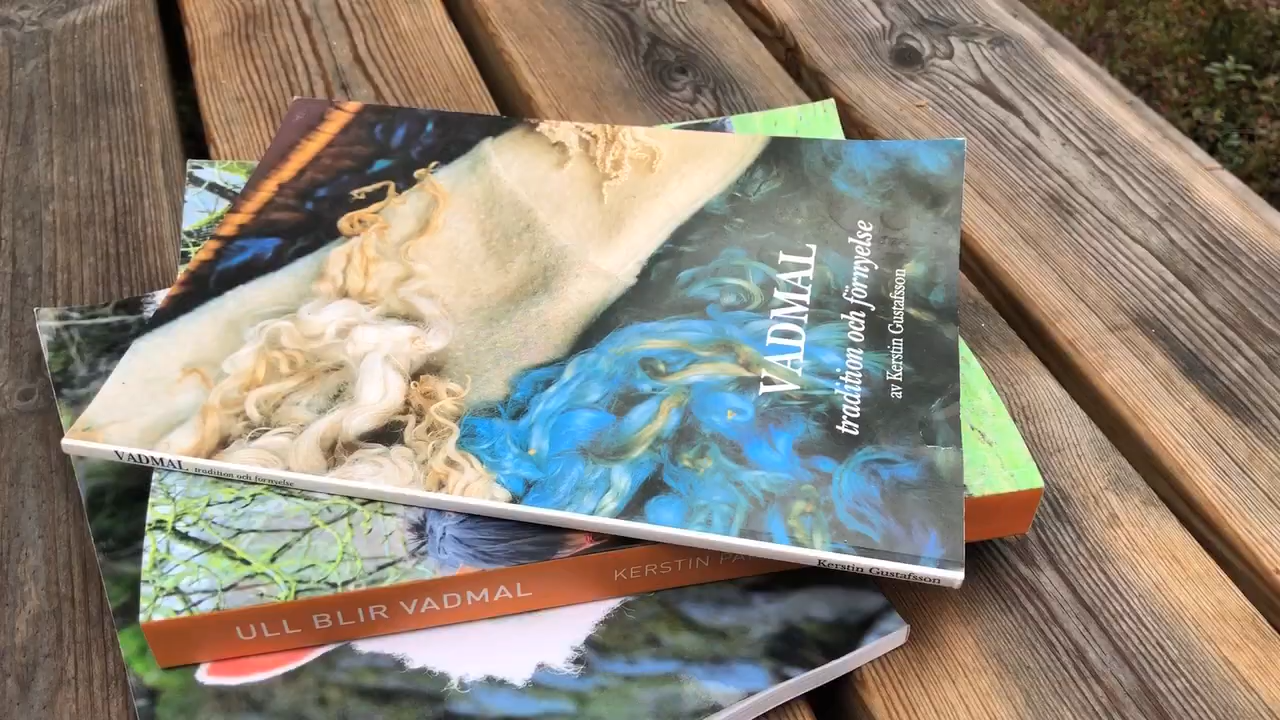 VADMAL
tradition och förnyelse
av Kerstin Gustafsson
VADMAL tradition och förnyelse Kerstin Gustafsson
ULL BLIR VADMAL KERSTIN